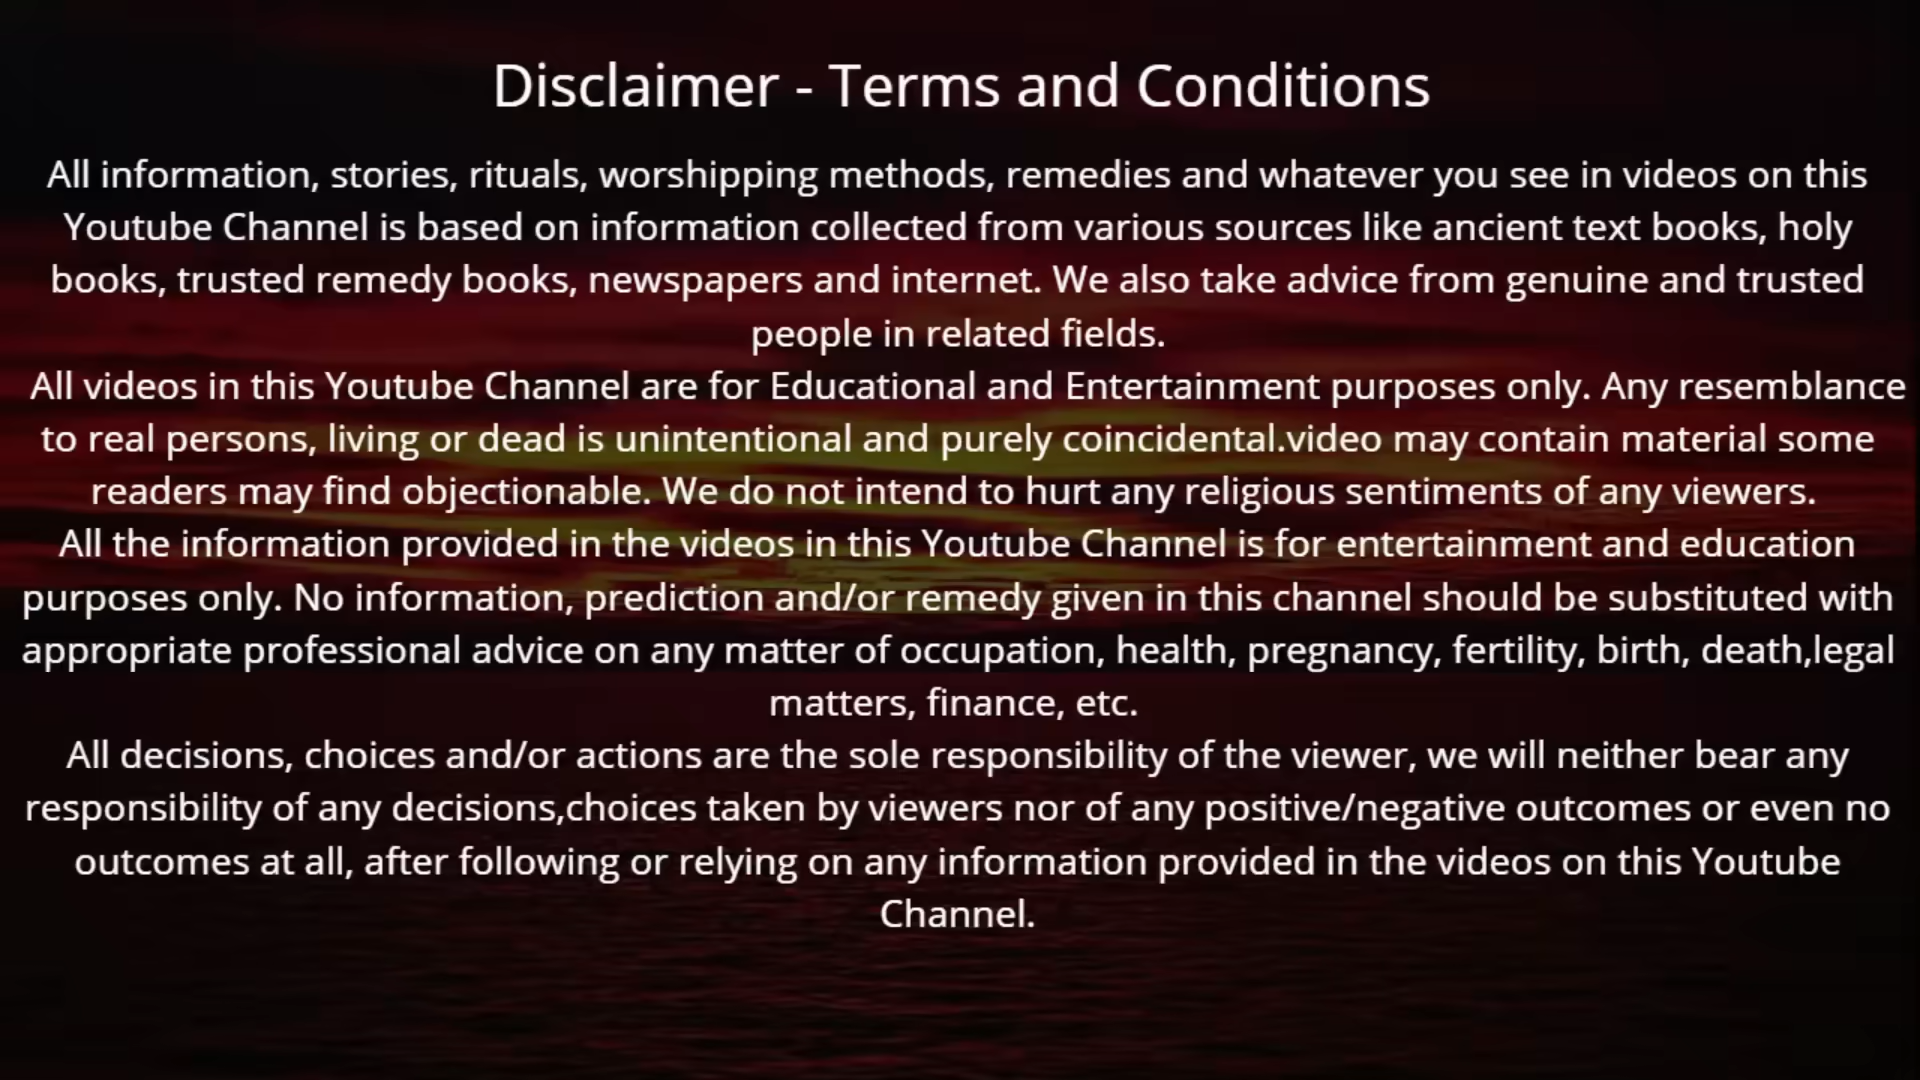 Disclaimer - Terms and Conditions
All information, stories, rituals, worshipping methods, remedies and whatever you see in videos on this
Youtube Channel is based on information collected from various sources like ancient text books, holy
books, trusted remedy books, newspapers and internet. We also take advice from genuine and trusted
people in related fields.
All videos in this Youtube Channel are for Educational and Entertainment purposes only. Any resemblance
to real persons, living or dead is unintentional and purely coincidental.video may contain material some
readers may find objectionable. We do not intend to hurt any religious sentiments of any viewers.
All the information provided in the videos in this Youtube Channel is for entertainment and education
purposes only. No information, prediction and/or remedy given in this channel should be substituted with
appropriate professional advice on any matter of occupation, health, pregnancy, fertility, birth, death,legal
matters, finance, etc.
All decisions, choices and/or actions are the sole responsibility of the viewer, we will neither bear any
responsibility of any decisions,choices taken by viewers nor of any positive/negative outcomes or even no
outcomes at all, after following or relying on any information provided in the videos on this Youtube
Channel.